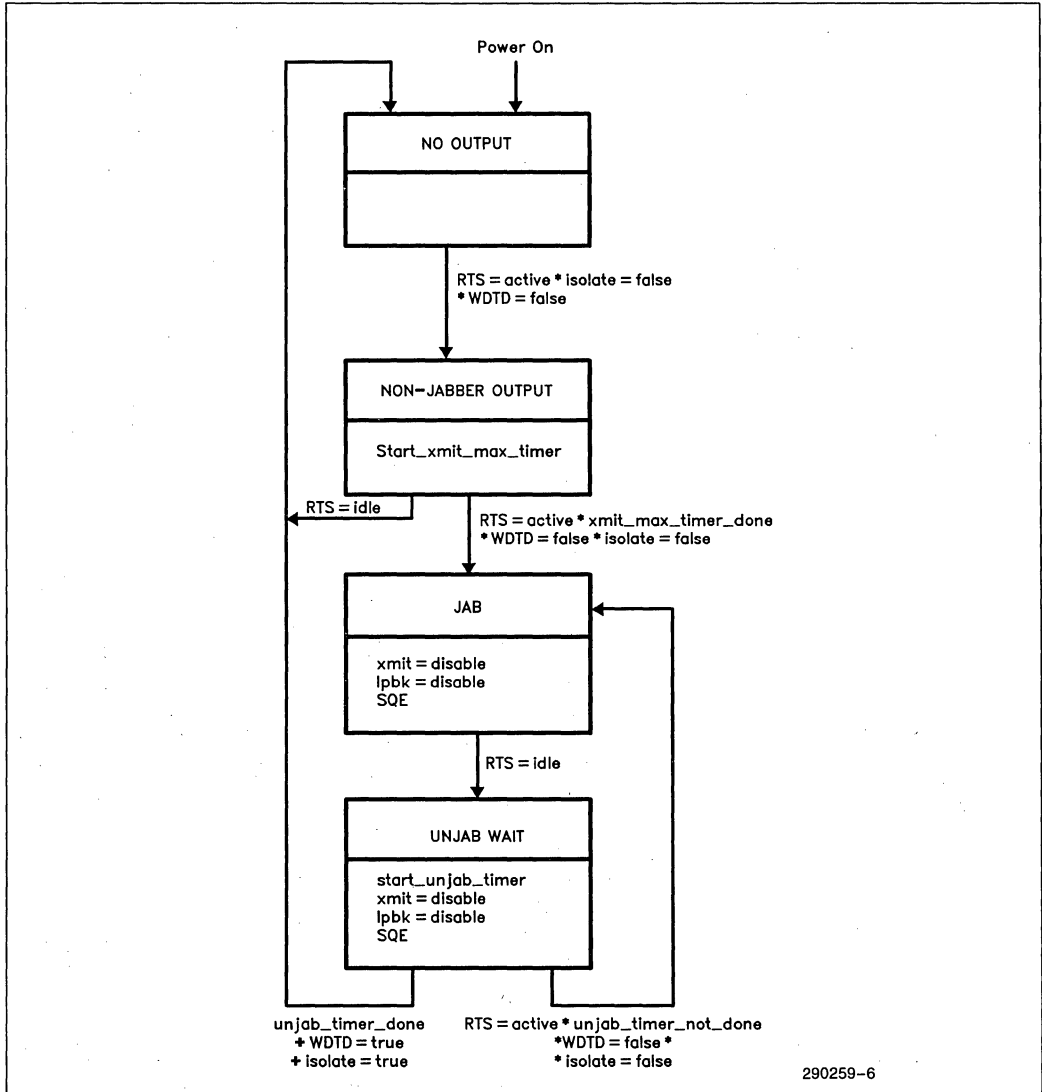 Power On
NO OUTPUT
RTS = active * isolate = false
* WDTD = false
NON-JABBER OUTPUT
Start_xmit_max_timer
RTS = idle
RTS = active * xmit_max_timer_done
* WDTD = false * isolate = false
JAB
xmit = disable
lpbk = disable
SQE
RTS = idle
UNJAB WAIT
start_unjab_timer
xmit = disable
lpbk = disable
SQE
unjab_timer_done
+ WDTD = true
+ isolate = true
RTS = active * unjab_timer_not_done
*WDTD = false *
* isolate = false
290259-6